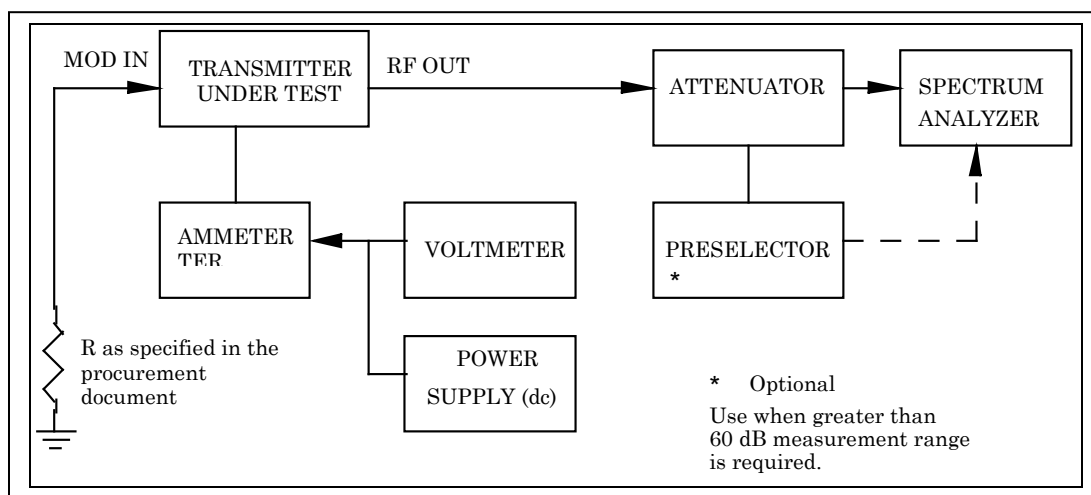 MOD IN
TRANSMITTER
UNDER TEST
RF OUT
ATTENUATOR
SPECTRUM
ANALYZER
AMMETER
TER
VOLTMETER
PRESELECTOR
*
R as specified in the
procurement
document
POWER
SUPPLY (dc)
* Optional
Use when greater than
60 dB measurement range
is required.